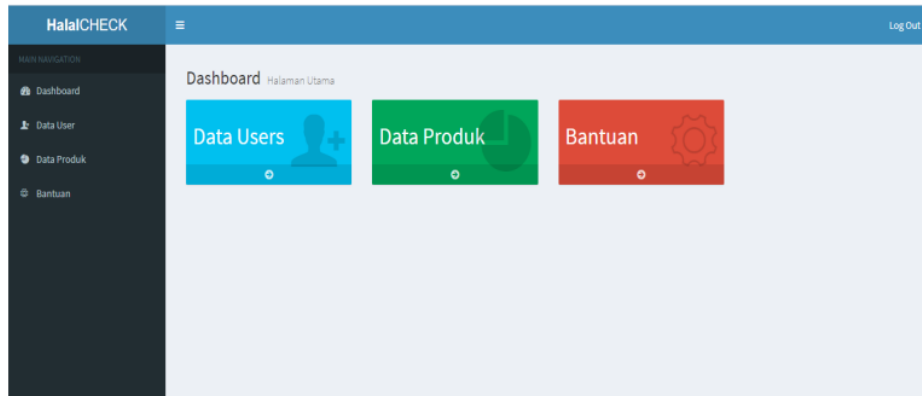 HalalCHECK
Log Out
MAIN NAVIGATION
Dashboard
Data User
Data Produk
Bantuan
Dashboard Halaman Utama
Data Users
Data Produk
Bantuan